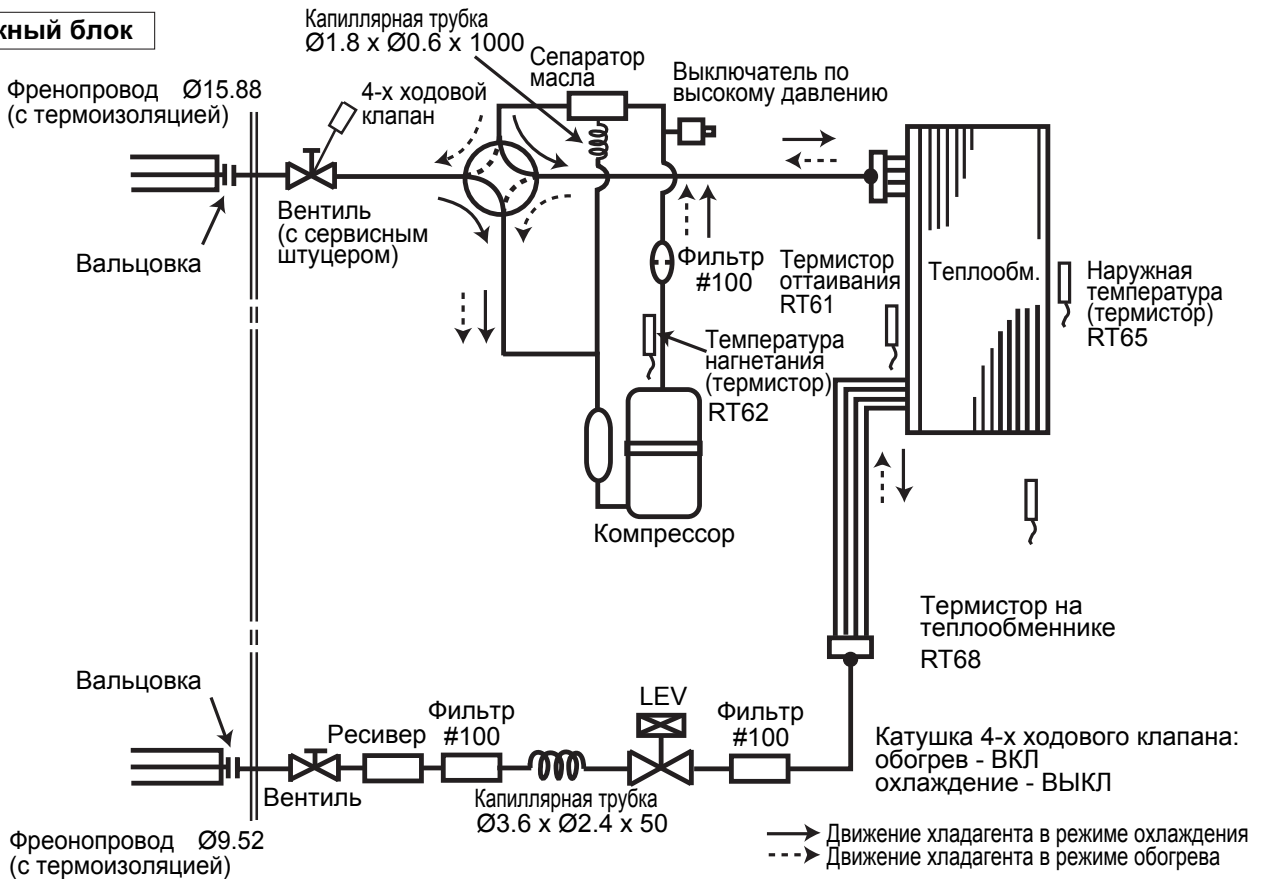 жный блок
Капиллярная трубка
Ø1.8 x Ø0.6 x 1000
Сепаратор
масла
Выключатель по
высокому давлению
Френопровод Ø15.88
(с термоизоляцией)
4-х ходовой
клапан
Вентиль
(с сервисным
штуцером)
Вальцовка
Фильтр
#100
Термистор
оттаивания
RT61
Теплообм.
Наружная
температура
(термистор)
RT65
Температура
нагнетания
(термистор)
RT62
Компрессор
Термистор на
теплообменнике
RT68
Вальцовка
Ресивер
Фильтр
#100
LEV
Фильтр
#100
Вентиль
Капиллярная трубка
Ø3.6 x Ø2.4 x 50
Катушка 4-х ходового клапана:
обогрев - ВКЛ
охлаждение - ВЫКЛ
Фреонопровод Ø9.52
(с термоизоляцией)
Движение хладагента в режиме охлаждения
Движение хладагента в режиме обогрева